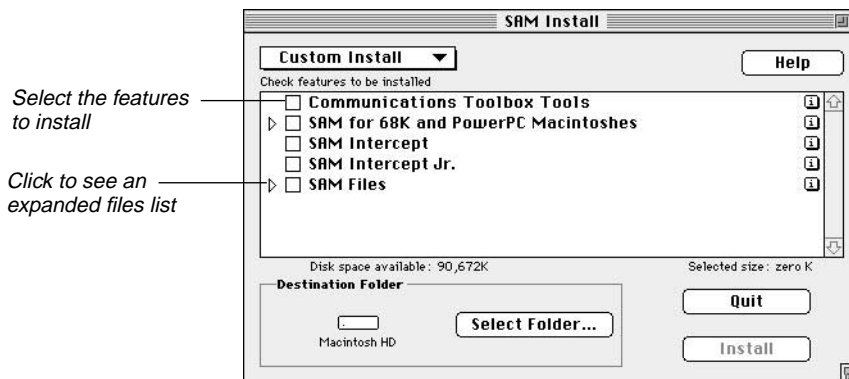 SAM Install
Custom Install
Help
Check features to be installed
Select the features
to install
Communications Toolbox Tools
SAM for 68K and PowerPC Macintoshes
SAM Intercept
SAM Intercept Jr.
Click to see an
expanded files list
SAM Files
Disk space available: 90,672K
Selected size: zero K
Destination Folder
Macintosh HD
Select Folder...
Quit
Install